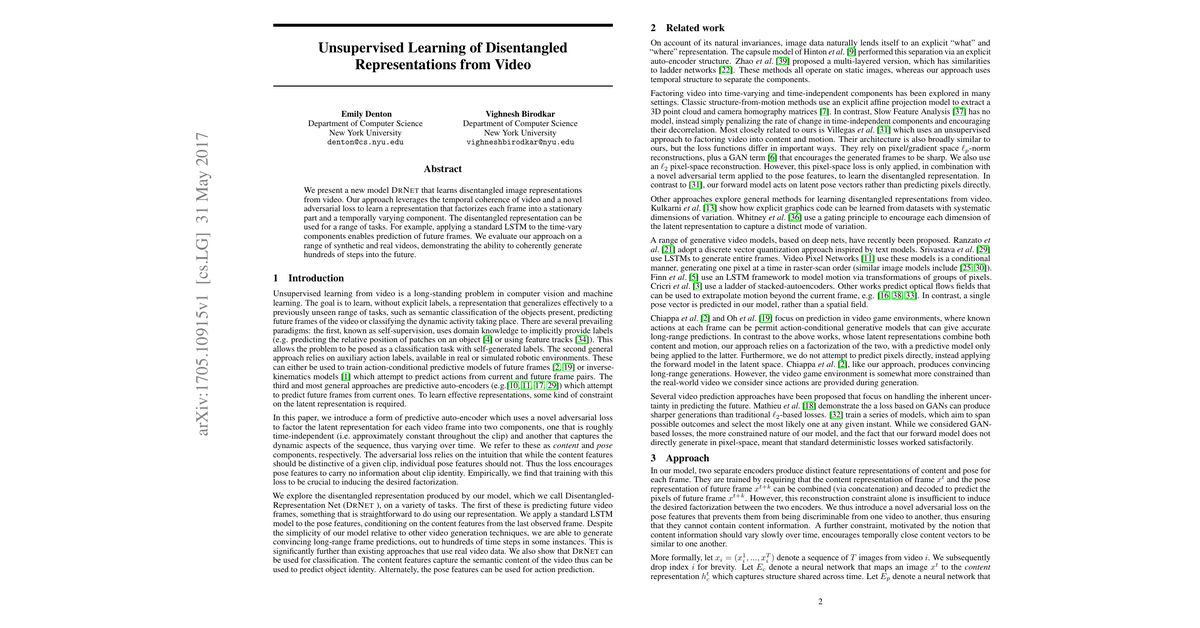 arXiv:1705.10915v1 [cs.LG] 31 May 2017
Unsupervised Learning of Disentangled
Representations from Video
Emily Denton
Department of Computer Science
New York University
denton@cs.nyu.edu
Vighnesh Birodkar
Department of Computer Science
New York University
vighneshbirodkar@nyu.edu
Abstract
We present a new model DRNET that learns disentangled image representations
from video. Our approach leverages the temporal coherence of video and a novel
adversarial loss to learn a representation that factorizes each frame into a stationary
part and a temporally varying component. The disentangled representation can be
used for a range of tasks. For example, applying a standard LSTM to the time-vary
components enables prediction of future frames. We evaluate our approach on a
range of synthetic and real videos, demonstrating the ability to coherently generate
hundreds of steps into the future.
1 Introduction
Unsupervised learning from video is a long-standing problem in computer vision and machine
learning. The goal is to learn, without explicit labels, a representation that generalizes effectively to a
previously unseen range of tasks, such as semantic classification of the objects present, predicting
future frames of the video or classifying the dynamic activity taking place. There are several prevailing
paradigms: the first, known as self-supervision, uses domain knowledge to implicitly provide labels
(e.g. predicting the relative position of patches on an object [4] or using feature tracks [34]). This
allows the problem to be posed as a classification task with self-generated labels. The second general
approach relies on auxiliary action labels, available in real or simulated robotic environments. These
can either be used to train action-conditional predictive models of future frames [2, 19] or inverse-
kinematics models [1] which attempt to predict actions from current and future frame pairs. The
third and most general approaches are predictive auto-encoders (e.g.[10, 11, 17, 29]) which attempt
to predict future frames from current ones. To learn effective representations, some kind of constraint
on the latent representation is required.
In this paper, we introduce a form of predictive auto-encoder which uses a novel adversarial loss
to factor the latent representation for each video frame into two components, one that is roughly
time-independent (i.e. approximately constant throughout the clip) and another that captures the
dynamic aspects of the sequence, thus varying over time. We refer to these as content and pose
components, respectively. The adversarial loss relies on the intuition that while the content features
should be distinctive of a given clip, individual pose features should not. Thus the loss encourages
pose features to carry no information about clip identity. Empirically, we find that training with this
loss to be crucial to inducing the desired factorization.
We explore the disentangled representation produced by our model, which we call Disentangled-
Representation Net (DRNET ), on a variety of tasks. The first of these is predicting future video
frames, something that is straightforward to do using our representation. We apply a standard LSTM
model to the pose features, conditioning on the content features from the last observed frame. Despite
the simplicity of our model relative to other video generation techniques, we are able to generate
convincing long-range frame predictions, out to hundreds of time steps in some instances. This is
significantly further than existing approaches that use real video data. We also show that DRNET can
be used for classification. The content features capture the semantic content of the video thus can be
used to predict object identity. Alternately, the pose features can be used for action prediction.
2 Related work
On account of its natural invariances, image data naturally lends itself to an explicit “what” and
“where” representation. The capsule model of Hinton et al. [9] performed this separation via an explicit
auto-encoder structure. Zhao et al. [39] proposed a multi-layered version, which has similarities
to ladder networks [22]. These methods all operate on static images, whereas our approach uses
temporal structure to separate the components.
Factoring video into time-varying and time-independent components has been explored in many
settings. Classic structure-from-motion methods use an explicit affine projection model to extract a
3D point cloud and camera homography matrices [7]. In contrast, Slow Feature Analysis [37] has no
model, instead simply penalizing the rate of change in time-independent components and encouraging
their decorrelation. Most closely related to ours is Villegas et al. [31] which uses an unsupervised
approach to factoring video into content and motion. Their architecture is also broadly similar to
ours, but the loss functions differ in important ways. They rely on pixel/gradient space ℓp-norm
reconstructions, plus a GAN term [6] that encourages the generated frames to be sharp. We also use
an ℓ2 pixel-space reconstruction. However, this pixel-space loss is only applied, in combination with
a novel adversarial term applied to the pose features, to learn the disentangled representation. In
contrast to [31], our forward model acts on latent pose vectors rather than predicting pixels directly.
Other approaches explore general methods for learning disentangled representations from video.
Kulkarni et al. [13] show how explicit graphics code can be learned from datasets with systematic
dimensions of variation. Whitney et al. [36] use a gating principle to encourage each dimension of
the latent representation to capture a distinct mode of variation.
A range of generative video models, based on deep nets, have recently been proposed. Ranzato et
al. [21] adopt a discrete vector quantization approach inspired by text models. Srivastava et al. [29]
use LSTMs to generate entire frames. Video Pixel Networks [11] use these models is a conditional
manner, generating one pixel at a time in raster-scan order (similar image models include [25, 30]).
Finn et al. [5] use an LSTM framework to model motion via transformations of groups of pixels.
Cricri et al. [3] use a ladder of stacked-autoencoders. Other works predict optical flows fields that
can be used to extrapolate motion beyond the current frame, e.g. [16, 38, 33]. In contrast, a single
pose vector is predicted in our model, rather than a spatial field.
Chiappa et al. [2] and Oh et al. [19] focus on prediction in video game environments, where known
actions at each frame can be permit action-conditional generative models that can give accurate
long-range predictions. In contrast to the above works, whose latent representations combine both
content and motion, our approach relies on a factorization of the two, with a predictive model only
being applied to the latter. Furthermore, we do not attempt to predict pixels directly, instead applying
the forward model in the latent space. Chiappa et al. [2], like our approach, produces convincing
long-range generations. However, the video game environment is somewhat more constrained than
the real-world video we consider since actions are provided during generation.
Several video prediction approaches have been proposed that focus on handling the inherent uncer-
tainty in predicting the future. Mathieu et al. [18] demonstrate the a loss based on GANs can produce
sharper generations than traditional ℓ2-based losses. [32] train a series of models, which aim to span
possible outcomes and select the most likely one at any given instant. While we considered GAN-
based losses, the more constrained nature of our model, and the fact that our forward model does not
directly generate in pixel-space, meant that standard deterministic losses worked satisfactorily.
3 Approach
In our model, two separate encoders produce distinct feature representations of content and pose for
each frame. They are trained by requiring that the content representation of frame x^t and the pose
representation of future frame x^{t+k} can be combined (via concatenation) and decoded to predict the
pixels of future frame x^{t+k}. However, this reconstruction constraint alone is insufficient to induce
the desired factorization between the two encoders. We thus introduce a novel adversarial loss on the
pose features that prevents them from being discriminable from one video to another, thus ensuring
that they cannot contain content information. A further constraint, motivated by the notion that
content information should vary slowly over time, encourages temporally close content vectors to be
similar to one another.
More formally, let x_i = (x_i^1, ..., x_i^T) denote a sequence of T images from video i. We subsequently
drop index i for brevity. Let E_c denote a neural network that maps an image x^t to the content
representation h_c^t which captures structure shared across time. Let E_p denote a neural network that
2